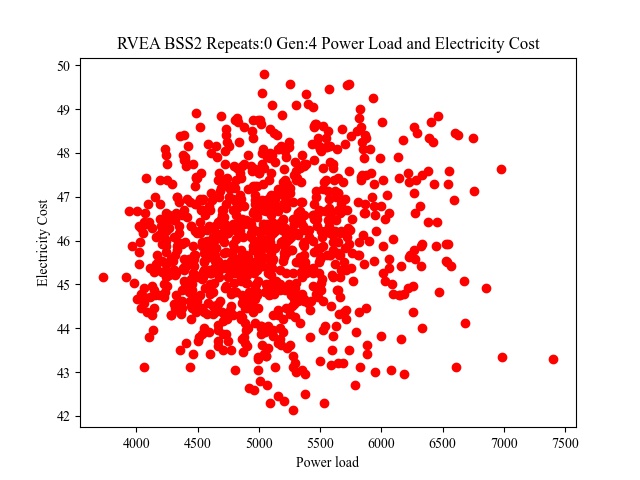 RVEA BSS2 Repeats:0 Gen:4 Power Load and Electricity Cost
50
49
48
47
46
45
44
43
42
Electricity Cost
4000 4500 5000 5500 6000 6500 7000 7500
Power load